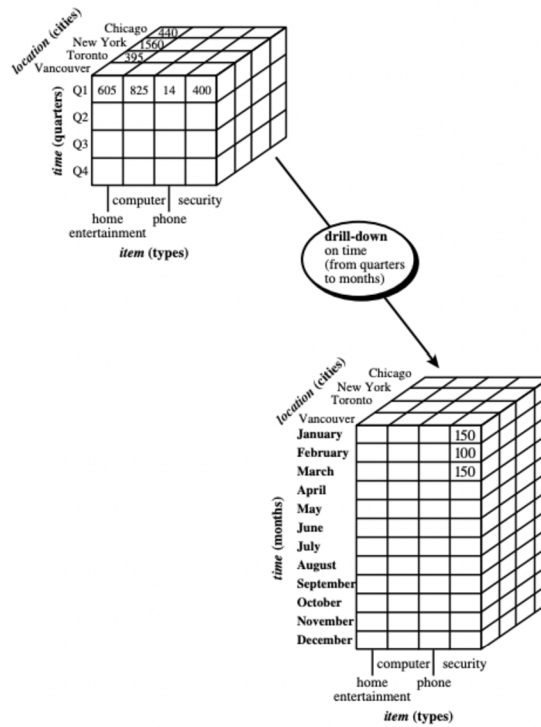 location (cities)
Chicago 440
New York 1560
Toronto 395
Vancouver
time (quarters)
Q1 605 825 14 400
Q2
Q3
Q4
computer security
home phone
entertainment
item (types)
drill-down
on time
(from quarters
to months)
location (cities)
Chicago
New York
Toronto
Vancouver
time (months)
January 150
February 100
March 150
April
May
June
July
August
September
October
November
December
computer security
home phone
entertainment
item (types)